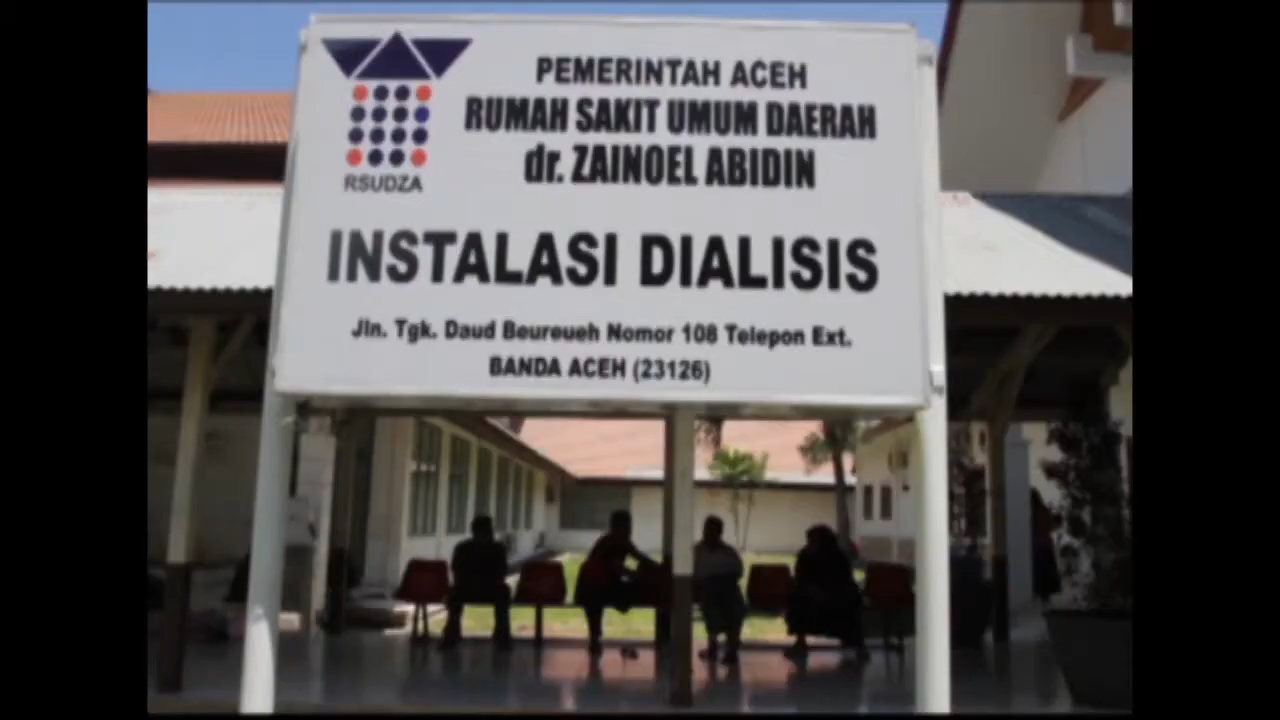 PEMERINTAH ACEH
RUMAH SAKIT UMUM DAERAH
dr. ZAINOEL ABIDIN
RSUDZA
INSTALASI DIALISIS
Jln. Tgk. Daud Beureueh Nomor 108 Telepon Ext.
BANDA ACEH (23126)